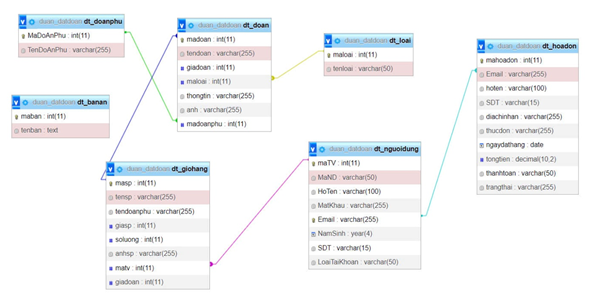 duan_datdoan dt_doanphu
MaDoAnPhu : int(11)
TenDoAnPhu : varchar(255)
duan_datdoan dt_banan
maban : int(11)
tenban : text
duan_datdoan dt_doan
madoan : int(11)
tendoan : varchar(255)
giadoan : int(11)
maloai : int(11)
thongtin : varchar(255)
anh : varchar(255)
madoanphu : int(11)
duan_datdoan dt_loai
maloai : int(11)
tenloai : varchar(50)
duan_datdoan dt_hoadon
mahoadon : int(11)
Email : varchar(255)
hoten : varchar(100)
SDT : varchar(15)
diachinhan : varchar(255)
thucdon : varchar(255)
ngaydathang : date
tongtien : decimal(10,2)
thanhtoan : varchar(50)
trangthai : varchar(255)
duan_datdoan dt_giohang
masp : int(11)
tensp : varchar(255)
tendoanphu : varchar(255)
giasp : int(11)
soluong : int(11)
anhsp : varchar(255)
matv : int(11)
giadoan : int(11)
duan_datdoan dt_nguoidung
maTV : int(11)
MaND : varchar(50)
HoTen : varchar(100)
MatKhau : varchar(255)
Email : varchar(255)
NamSinh : year(4)
SDT : varchar(15)
LoaiTaiKhoan : varchar(50)